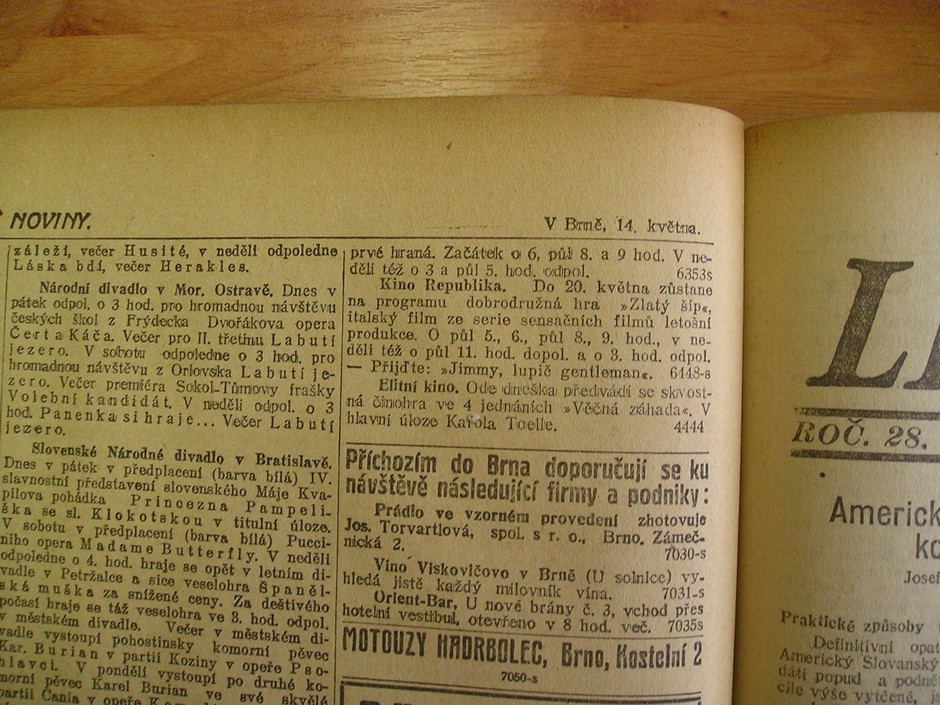 NOVINY.
V Brně, 14. května.
záleží, večer Husité, v neděli odpoledne
Láska bdí, večer Herakles.
Národní divadlo v Mor. Ostravě. Dnes v
pátek odpol. o 3 hod. pro hromadnou návštěvu
českých škol z Frýdecka Dvořákova opera
Čert a Káča. Večer pro II. třetinu Labutí
jezero. V sobotu odpoledne o 3 hod. pro
hromadnou návštěvu z Orlovska Labutí je-
zero. Večer premiéra Sokol-Tůmovy frašky
Volební kandidát. V neděli odpol. o 3
hod. Panenka si hraje... Večer Labutí
jezero.
Slovenské Národné divadlo v Bratislavě.
Dnes v pátek v předplacení (barva bílá) IV.
slavnostní představení slovenského Máje Kva-
pilova pohádka Princezna Pampeli-
ška se sl. Klokotskou v titulní úloze.
V sobotu v předplacení (barva bílá) Pucci-
niho opera Madame Butterfly. V neděli
odpoledne o 4. hod. hraje se opět v letním di-
vadle v Petržalce a sice veselohra Španěl-
ská muška za snížené ceny. Za deštivého
počasí hraje se táž veselohra ve 3. hod. odpol.
v městském divadle. Večer v městském di-
vadle vystoupí pohostinsky komorní pěvec
Kar. Burian v partii Koziny v opeře Pso-
hlavci. V pondělí vystoupí po druhé ko-
morní pěvec Karel Burian ve své skvělé
partii Cania v opeře
prvé hraná. Začátek o 6, půl 8. a 9 hod. V ne-
děli též o 3 a půl 5. hod. odpol. 6353s
Kino Republika. Do 20. května zůstane
na programu dobrodružná hra »Zlatý šíp«,
italský film ze serie sensačních filmů letošní
produkce. O půl 5., 6., půl 8., 9. hod., v ne-
děli též o půl 11. hod. dopol. a o 3. hod. odpol.
— Přijďte: »Jimmy, lupič gentleman«. 6148-s
Elitní kino. Ode dneška předvádí se skvost-
ná činohra ve 4 jednáních »Věčná záhada«. V
hlavní úloze Karola Toelle. 4444
Příchozím do Brna doporučují se ku
návštěvě následující firmy a podniky:
Prádlo ve vzorném provedení zhotovuje
Jos. Torvartlová, spol. s r. o., Brno. Zámeč-
nická 2. 7030-s
Víno Viskovičovo v Brně (U solnice) vy-
hledá jistě každý milovník vína. 7031-s
Orient-Bar, U nové brány č. 3, vchod přes
hotelní vestibul, otevřeno v 8 hod. več. 7035s
MOTOUZY HADRBOLEC, Brno, Kostelní 2
7050-s
ROČ. 28.
Americk
Josef
Praktické způsoby
Definitivní opat
Americký Slovanský
dáti popud a podně
cíle výše vytčené, js